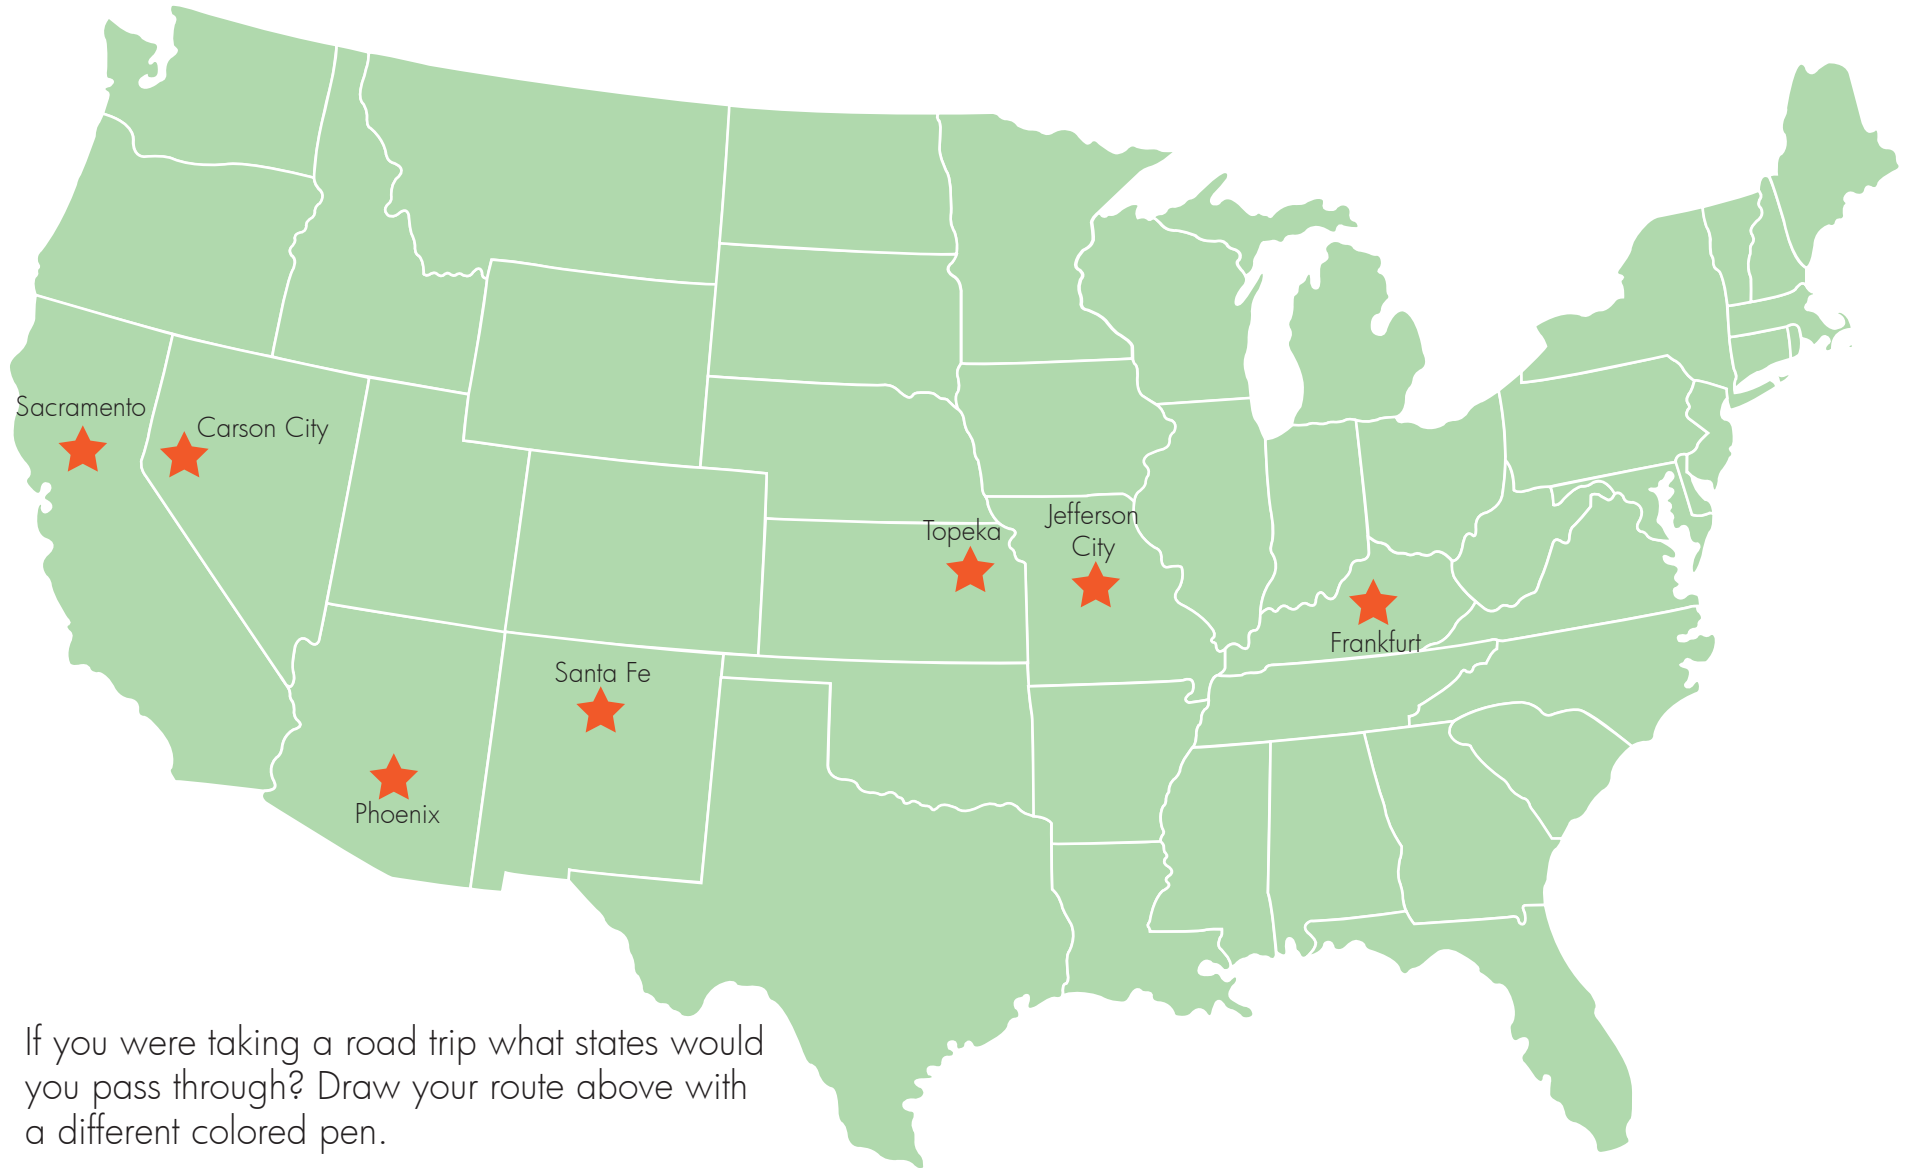 Sacramento
Carson City
Topeka
Jefferson
City
Frankfurt
Santa Fe
Phoenix
If you were taking a road trip what states would
you pass through? Draw your route above with
a different colored pen.